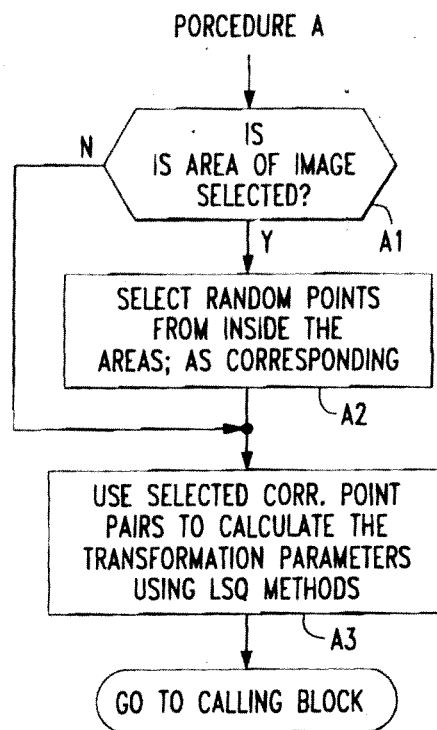 PORCEDURE A
IS
IS AREA OF IMAGE
SELECTED?
N
A1
Y
SELECT RANDOM POINTS
FROM INSIDE THE
AREAS; AS CORRESPONDING
A2
USE SELECTED CORR. POINT
PAIRS TO CALCULATE THE
TRANSFORMATION PARAMETERS
USING LSQ METHODS
A3
GO TO CALLING BLOCK